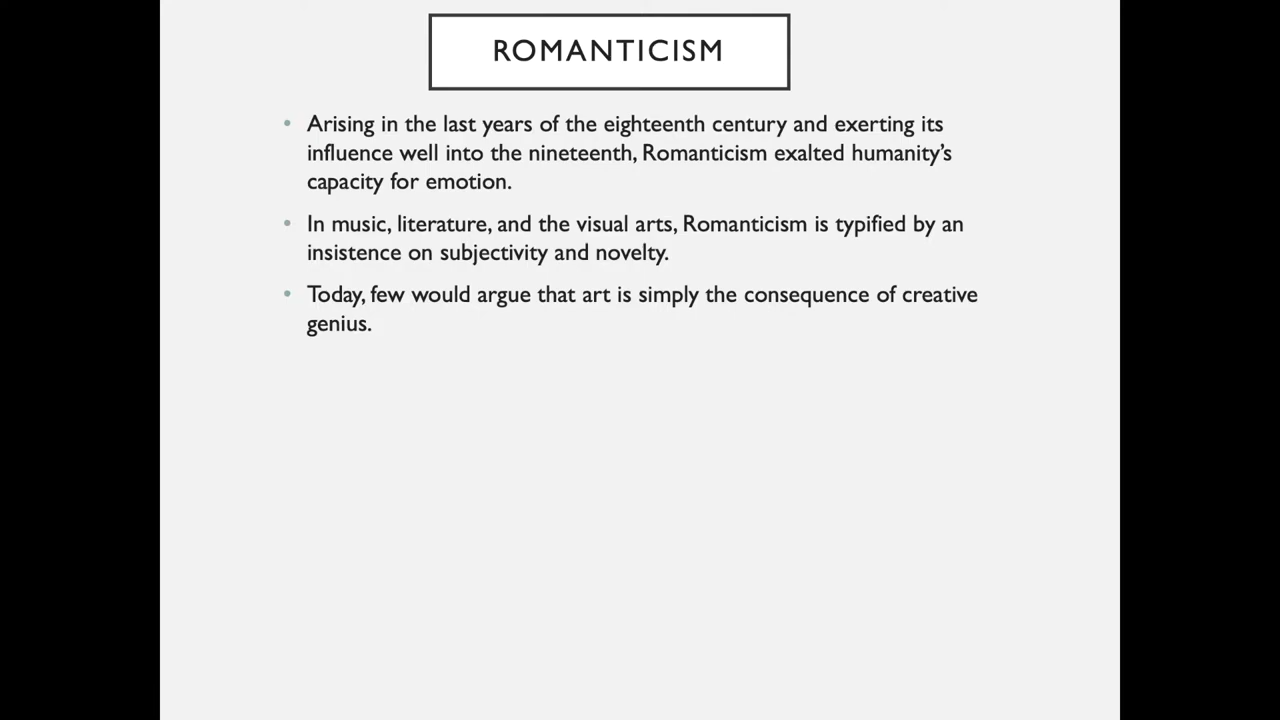 ROMANTICISM
• Arising in the last years of the eighteenth century and exerting its
influence well into the nineteenth, Romanticism exalted humanity’s
capacity for emotion.
• In music, literature, and the visual arts, Romanticism is typified by an
insistence on subjectivity and novelty.
• Today, few would argue that art is simply the consequence of creative
genius.